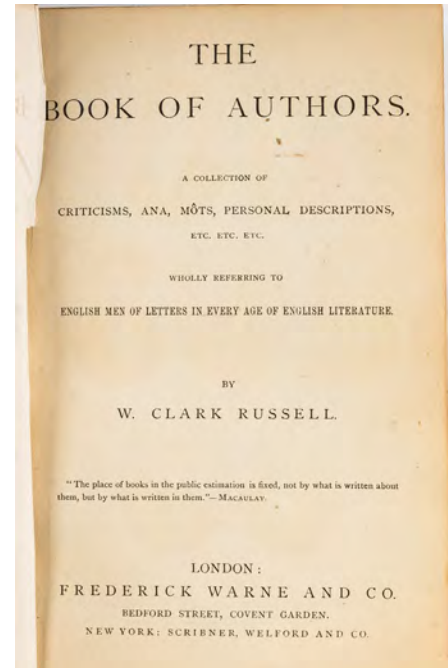 THE
BOOK OF AUTHORS.
A COLLECTION OF
CRITICISMS, ANA, MÔTS, PERSONAL DESCRIPTIONS,
ETC. ETC. ETC.
WHOLLY REFERRING TO
ENGLISH MEN OF LETTERS IN EVERY AGE OF ENGLISH LITERATURE.
BY
W. CLARK RUSSELL.
"The place of books in the public estimation is fixed, not by what is written about
them, but by what is written in them."—MACAULAY.
LONDON:
FREDERICK WARNE AND CO.
BEDFORD STREET, COVENT GARDEN.
NEW YORK: SCRIBNER, WELFORD AND CO.